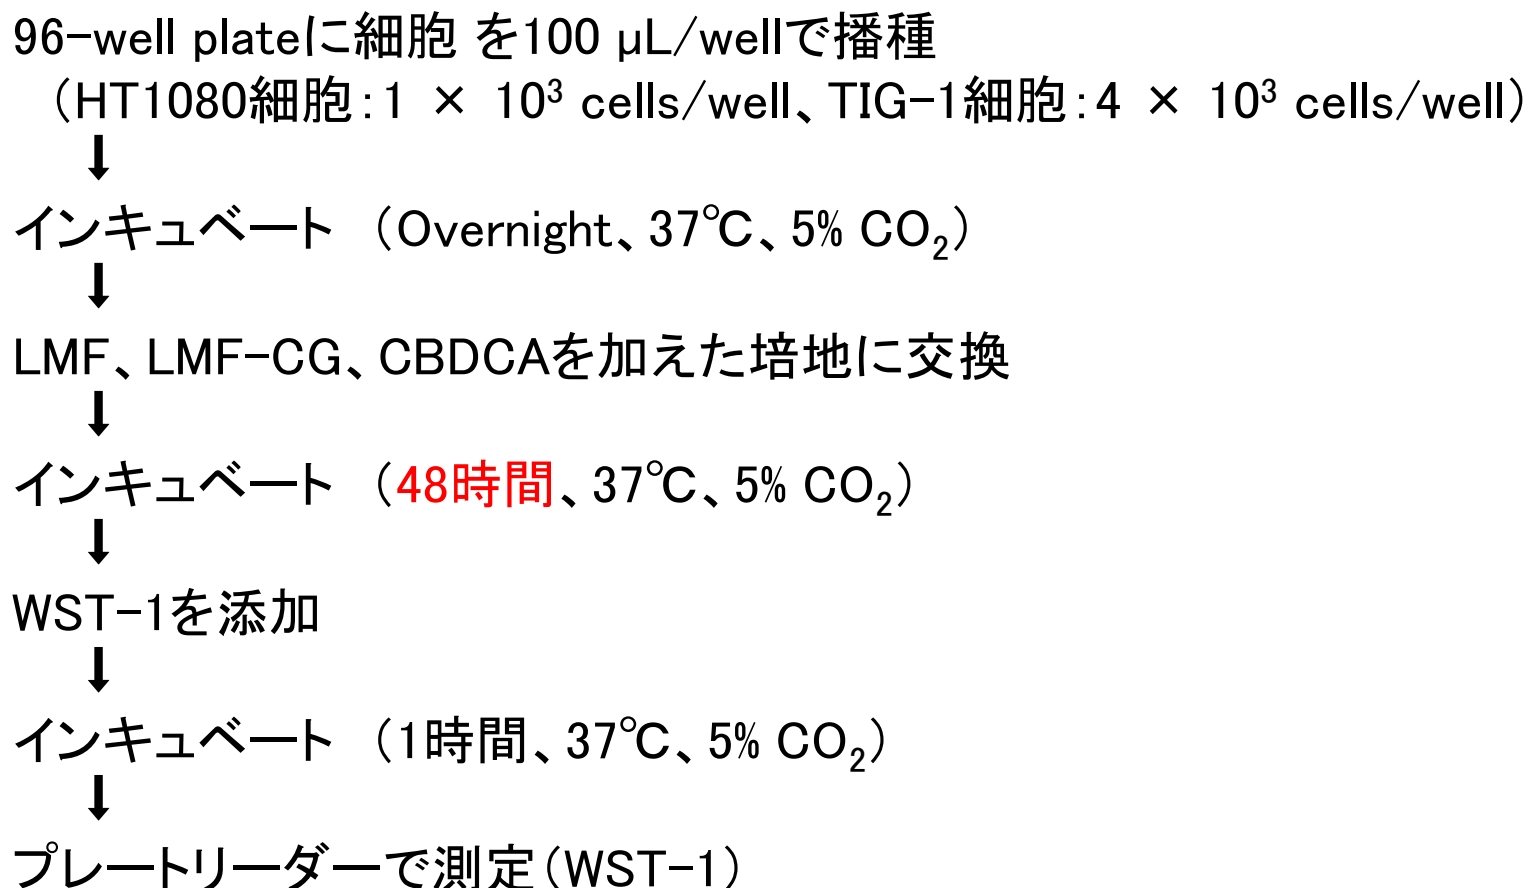 96-well plateに細胞 を100 μL/wellで播種
（HT1080細胞：1 × 10³ cells/well、TIG-1細胞：4 × 10³ cells/well）
⬇
インキュベート （Overnight、37℃、5% CO₂）
⬇
LMF、LMF-CG、CBDCAを加えた培地に交換
⬇
インキュベート （48時間、37℃、5% CO₂）
⬇
WST-1を添加
⬇
インキュベート （1時間、37℃、5% CO₂）
⬇
プレートリーダーで測定（WST-1）